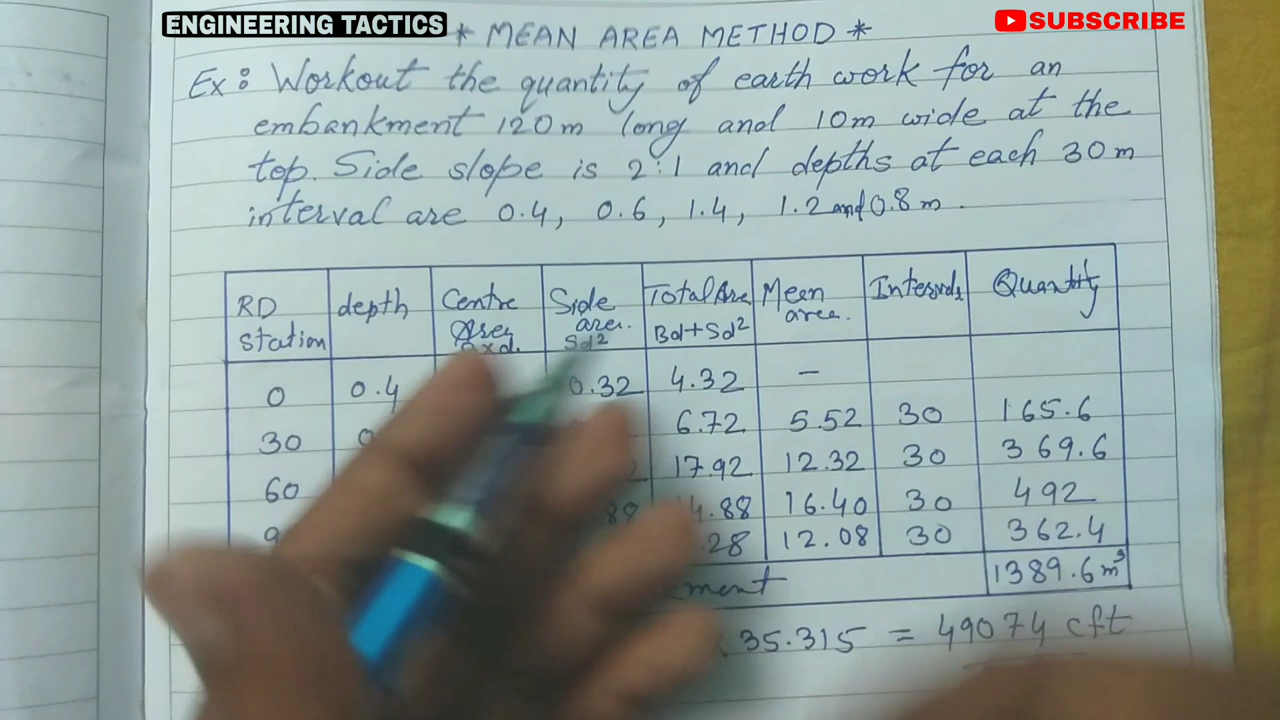 ENGINEERING TACTICS
SUBSCRIBE
* MEAN AREA METHOD *
Ex: Workout the quantity of earth work for an
embankment 120m long and 10m wide at the
top. Side slope is 2:1 and depths at each 30m
interval are 0.4, 0.6, 1.4, 1.2 and 0.8m.
RD Station depth Centre Area Side area. Sd² Total Are Bd+Sd² Mean area. Quantity
0 0.4 0.32 4.32 —
30 6.72 5.52 30 165.6
60 17.92 12.32 30 369.6
.88 16.40 30 492
.28 12.08 30 362.4
1389.6 m³
35.315 = 49074 cft